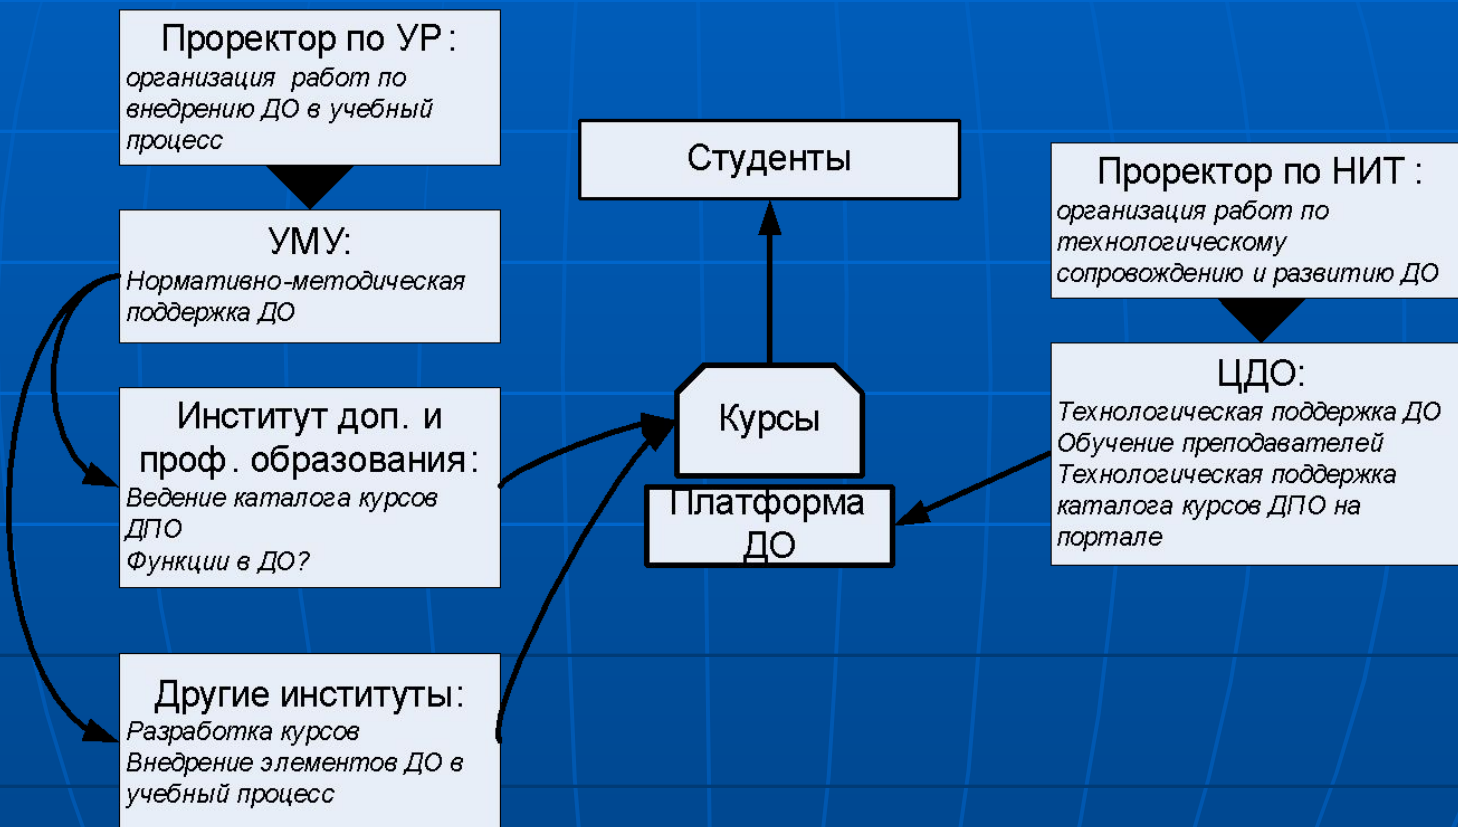 Проректор по УР:
организация работ по
внедрению ДО в учебный
процесс
УМУ:
Нормативно-методическая
поддержка ДО
Институт доп. и
проф. образования:
Ведение каталога курсов
ДПО
Функции в ДО?
Другие институты:
Разработка курсов
Внедрение элементов ДО в
учебный процесс
Студенты
Курсы
Платформа
ДО
Проректор по НИТ :
организация работ по
технологическому
сопровождению и развитию ДО
ЦДО:
Технологическая поддержка ДО
Обучение преподавателей
Технологическая поддержка
каталога курсов ДПО на
портале